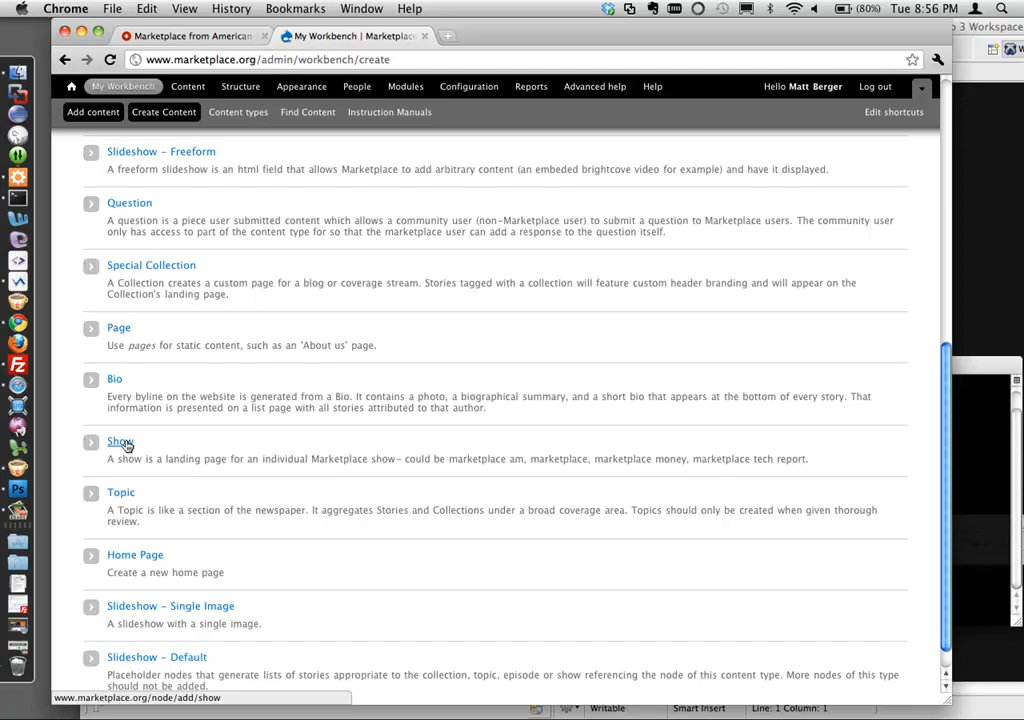 Chrome File Edit View History Bookmarks Window Help (80%) Tue 8:56 PM
Marketplace from American
My Workbench | Marketplac
3 Workspace
www.marketplace.org/admin/workbench/create
My Workbench Content Structure Appearance People Modules Configuration Reports Advanced help Help Hello Matt Berger Log out
Add content Create Content Content types Find Content Instruction Manuals Edit shortcuts
Slideshow - Freeform
A freeform slideshow is an html field that allows Marketplace to add arbitrary content (an embeded brightcove video for example) and have it displayed.
Question
A question is a piece user submitted content which allows a community user (non-Marketplace user) to submit a question to Marketplace users. The community user
only has access to part of the content type for so that the marketplace user can add a response to the question itself.
Special Collection
A Collection creates a custom page for a blog or coverage stream. Stories tagged with a collection will feature custom header branding and will appear on the
Collection's landing page.
Page
Use pages for static content, such as an 'About us' page.
Bio
Every byline on the website is generated from a Bio. It contains a photo, a biographical summary, and a short bio that appears at the bottom of every story. That
information is presented on a list page with all stories attributed to that author.
Show
A show is a landing page for an individual Marketplace show- could be marketplace am, marketplace, marketplace money, marketplace tech report.
Topic
A Topic is like a section of the newspaper. It aggregates Stories and Collections under a broad coverage area. Topics should only be created when given thorough
review.
Home Page
Create a new home page
Slideshow - Single Image
A slideshow with a single image.
Slideshow - Default
Placeholder nodes that generate lists of stories appropriate to the collection, topic, episode or show referencing the node of this content type. More nodes of this type
should not be added.
www.marketplace.org/node/add/show
Writable Smart Insert Line: 1 Column: 1